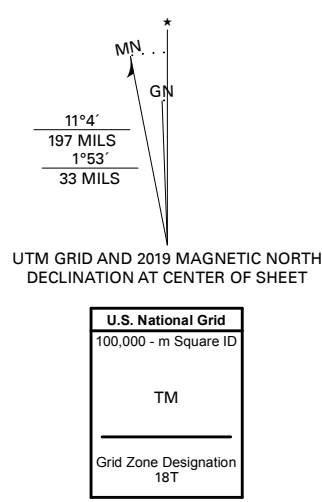 ★
MN
GN
11°4´
197 MILS
1°53´
33 MILS
UTM GRID AND 2019 MAGNETIC NORTH
DECLINATION AT CENTER OF SHEET
U.S. National Grid
100,000 - m Square ID
TM
Grid Zone Designation
18T